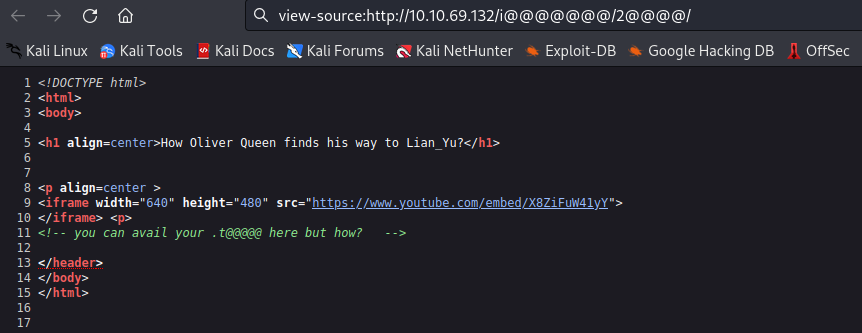 view-source:http://10.10.69.132/i@@@@@@@/2@@@@/
Kali Linux Kali Tools Kali Docs Kali Forums Kali NetHunter Exploit-DB Google Hacking DB OffSec
1 <!DOCTYPE html>
2 <html>
3 <body>
4
5 <h1 align=center>How Oliver Queen finds his way to Lian_Yu?</h1>
6
7
8 <p align=center >
9 <iframe width="640" height="480" src="https://www.youtube.com/embed/X8ZiFuW41yY">
10 </iframe> <p>
11 <!-- you can avail your .t@@@@@ here but how?   -->
12
13 </header>
14 </body>
15 </html>
16
17